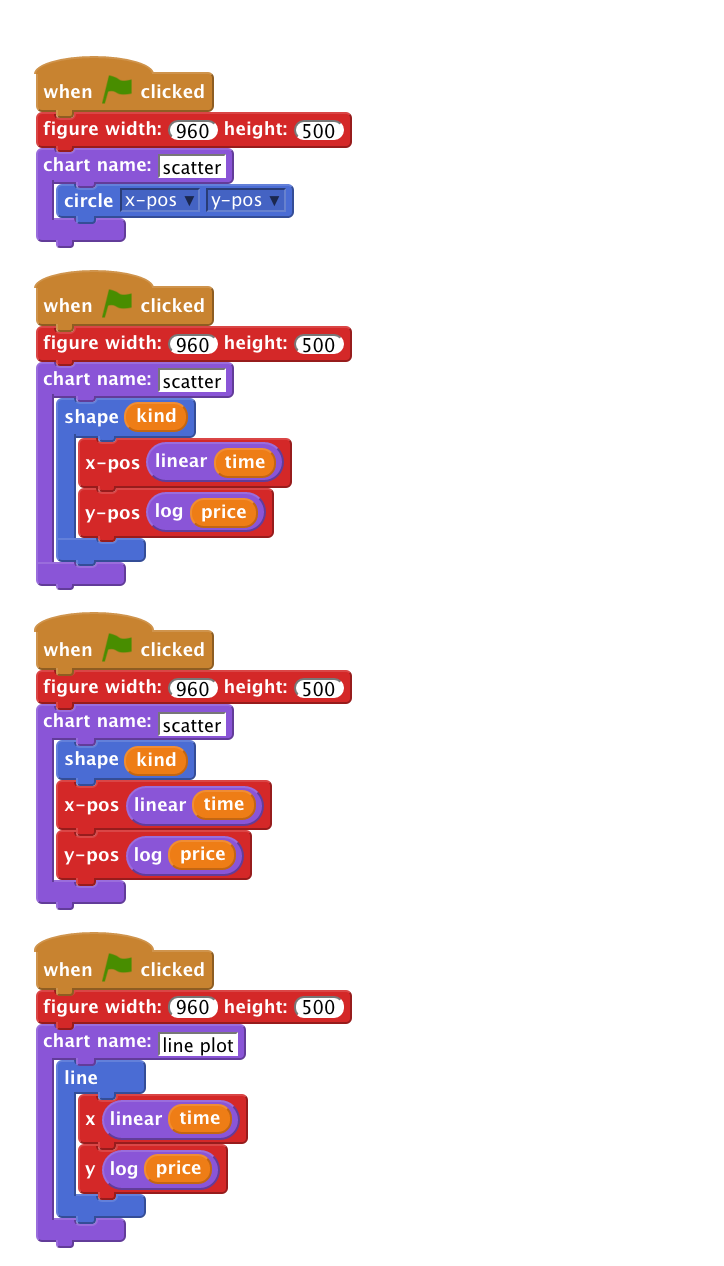 when clicked
figure width: 960 height: 500
chart name: scatter
circle x-pos ▼ y-pos ▼
when clicked
figure width: 960 height: 500
chart name: scatter
shape kind
x-pos linear time
y-pos log price
when clicked
figure width: 960 height: 500
chart name: scatter
shape kind
x-pos linear time
y-pos log price
when clicked
figure width: 960 height: 500
chart name: line plot
line
x linear time
y log price